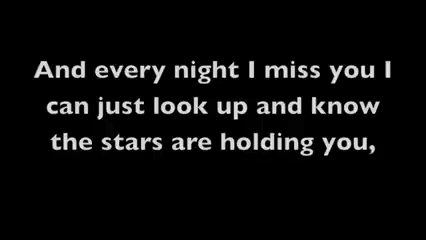 And every night I miss you I
can just look up and know
the stars are holding you,